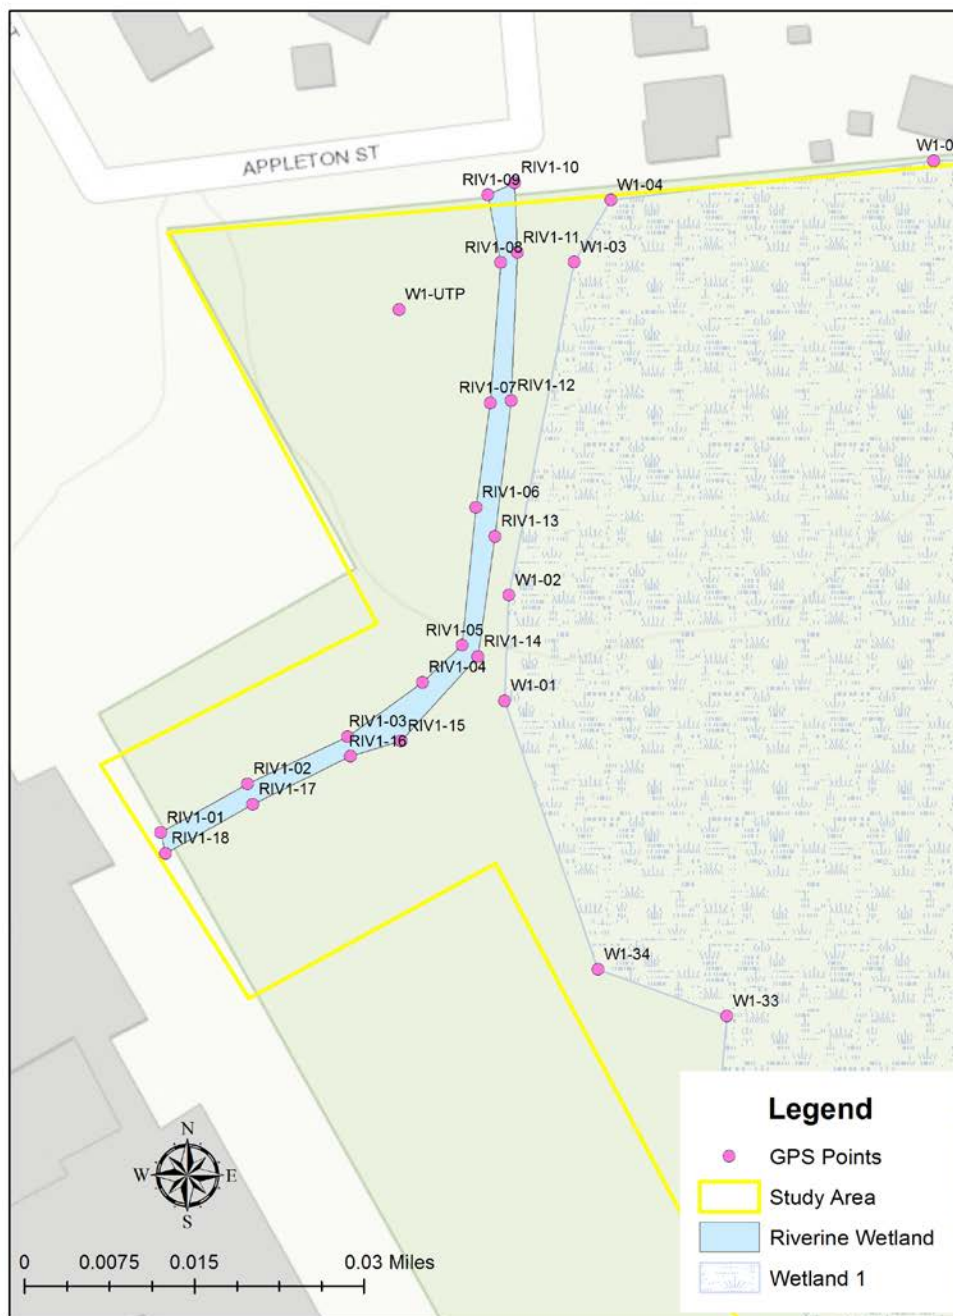 APPLETON ST
RIV1-10
RIV1-09
W1-0
W1-04
RIV1-11
RIV1-08
W1-03
W1-UTP
RIV1-07
RIV1-12
RIV1-06
RIV1-13
W1-02
RIV1-05
RIV1-14
RIV1-04
W1-01
RIV1-03
RIV1-15
RIV1-16
RIV1-02
RIV1-17
RIV1-01
RIV1-18
W1-34
W1-33
Legend
GPS Points
Study Area
Riverine Wetland
Wetland 1
N
W
E
S
0 0.0075 0.015 0.03 Miles